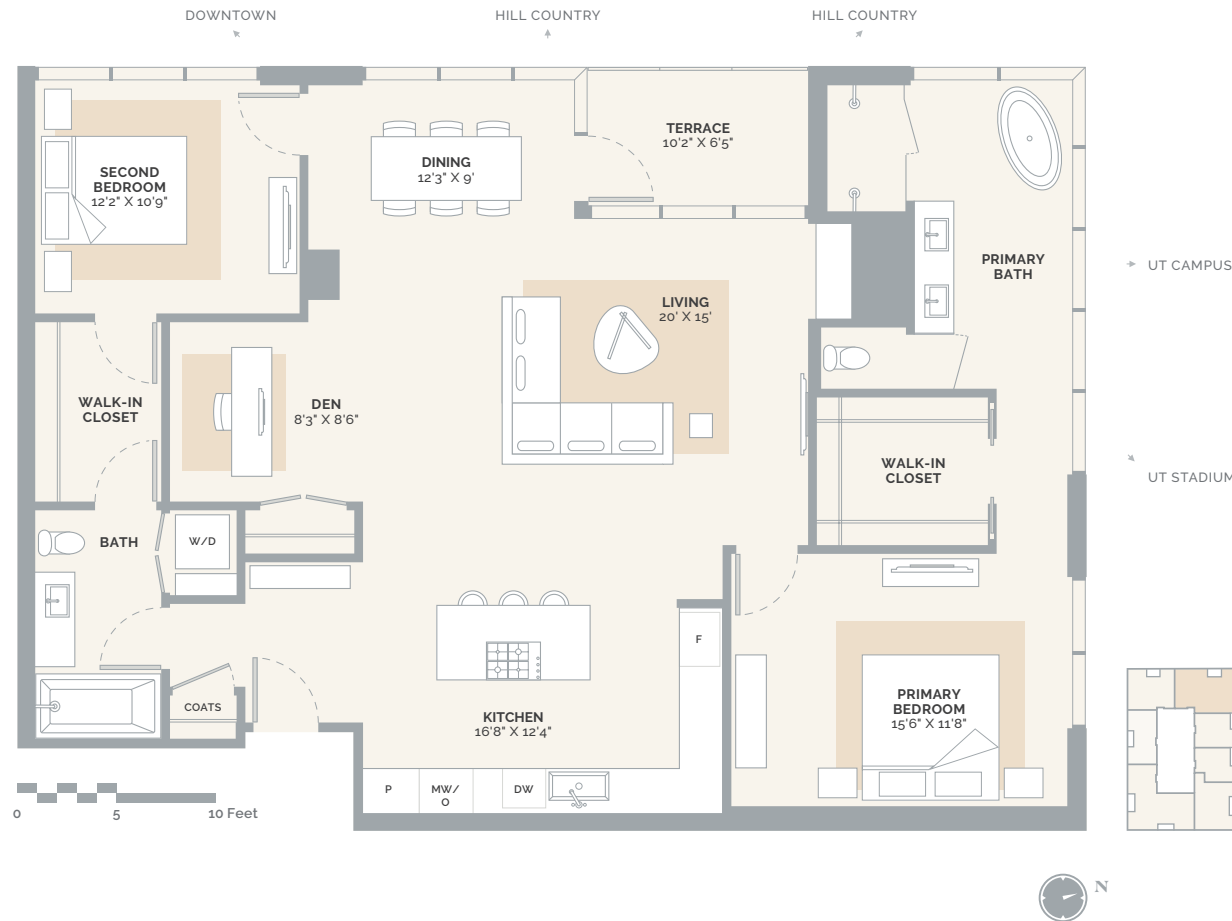 DOWNTOWN
HILL COUNTRY
HILL COUNTRY
TERRACE
10'2" X 6'5"
DINING
12'3" X 9'
SECOND
BEDROOM
12'2" X 10'9"
PRIMARY
BATH
UT CAMPUS
LIVING
20' X 15'
WALK-IN
CLOSET
DEN
8'3" X 8'6"
WALK-IN
CLOSET
UT STADIUM
BATH
W/D
F
COATS
KITCHEN
16'8" X 12'4"
PRIMARY
BEDROOM
15'6" X 11'8"
P
MW/
O
DW
0 5 10 Feet
N